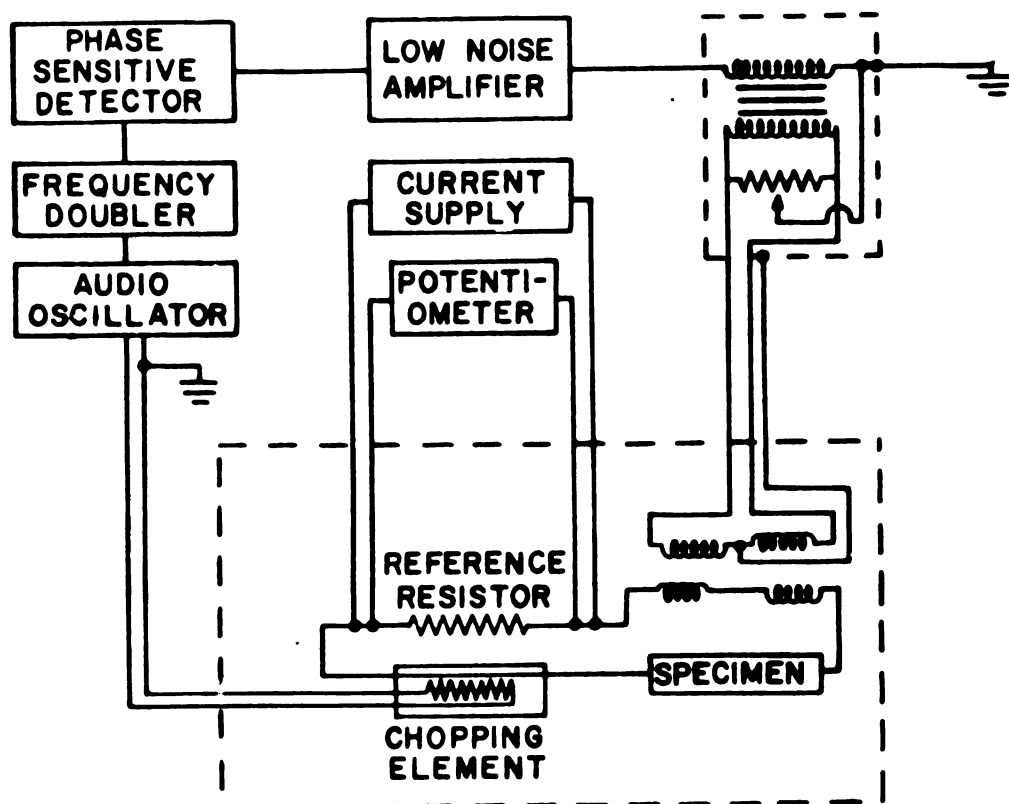 PHASE
SENSITIVE
DETECTOR
LOW NOISE
AMPLIFIER
FREQUENCY
DOUBLER
CURRENT
SUPPLY
AUDIO
OSCILLATOR
POTENTI-
OMETER
REFERENCE
RESISTOR
SPECIMEN
CHOPPING
ELEMENT